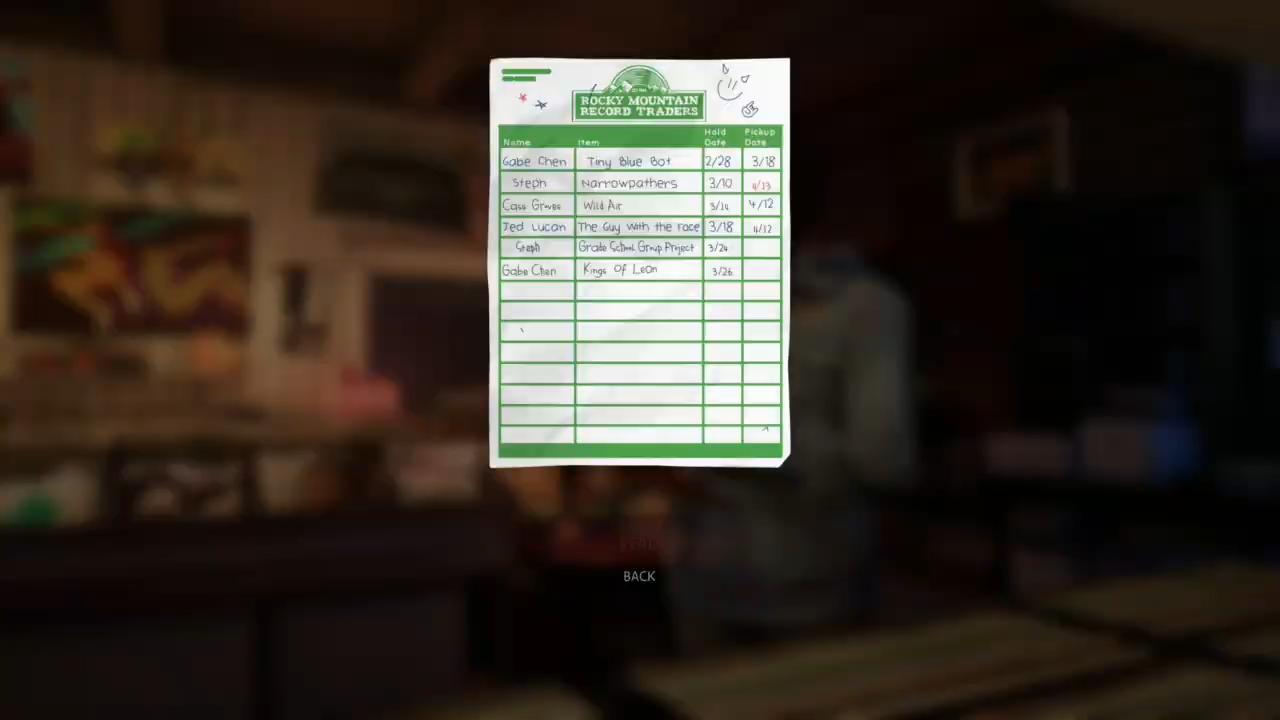 ROCKY MOUNTAIN
RECORD TRADERS
Name Item Hold Date Pickup Date
Gabe Chen Tiny Blue Bot 2/28 3/18
Steph Narrowpathers 3/10 4/13
Cass Graves Wild Air 3/14 4/12
Jed Lucan The Guy With the Face 3/18 4/12
Steph Grade School Group Project 3/24
Gabe Chen Kings Of Leon 3/26
BACK